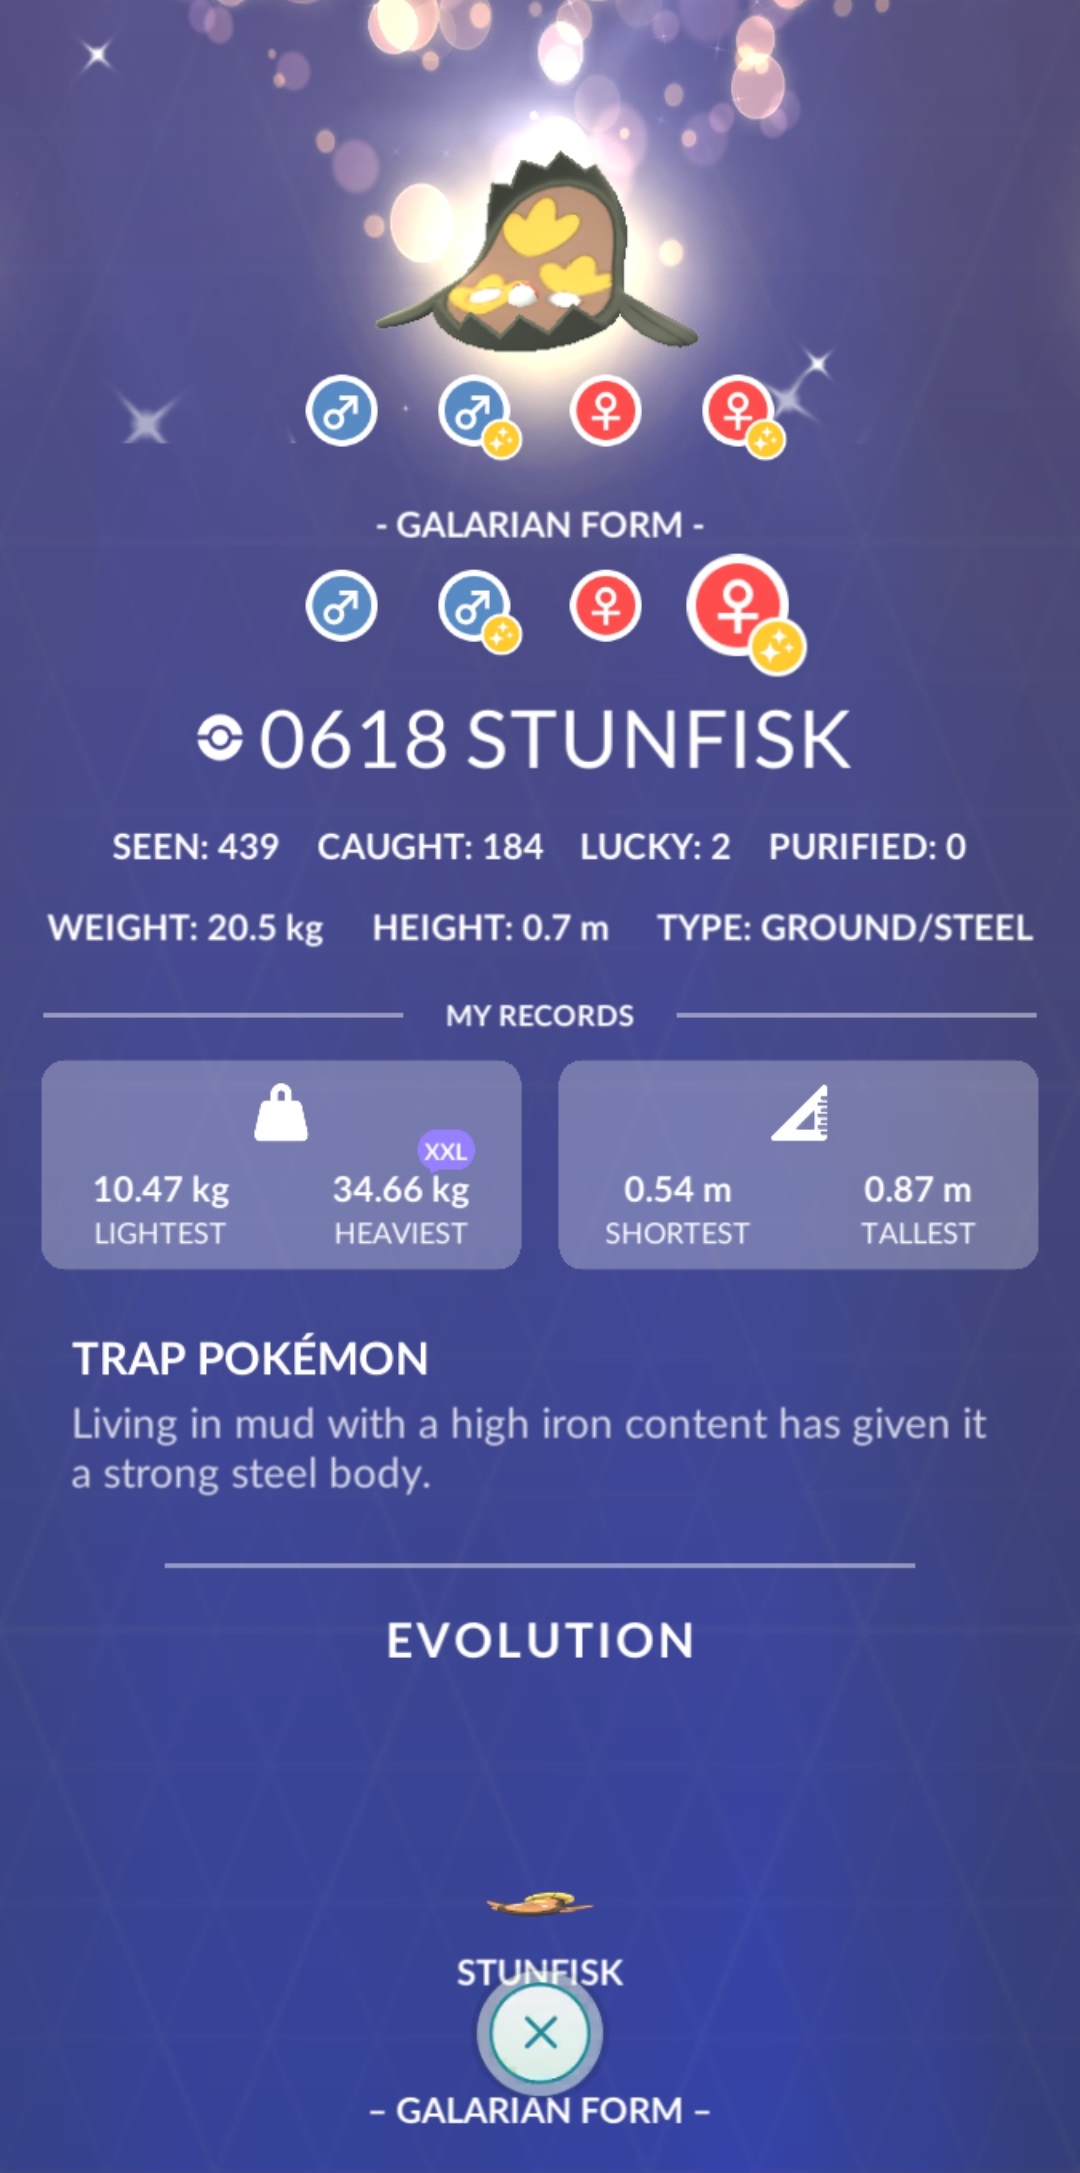 - GALARIAN FORM -
0618 STUNFISK
SEEN: 439 CAUGHT: 184 LUCKY: 2 PURIFIED: 0
WEIGHT: 20.5 kg HEIGHT: 0.7 m TYPE: GROUND/STEEL
MY RECORDS
XXL
10.47 kg 34.66 kg 0.54 m 0.87 m
LIGHTEST HEAVIEST SHORTEST TALLEST
TRAP POKÉMON
Living in mud with a high iron content has given it
a strong steel body.
EVOLUTION
STUNFISK
– GALARIAN FORM –